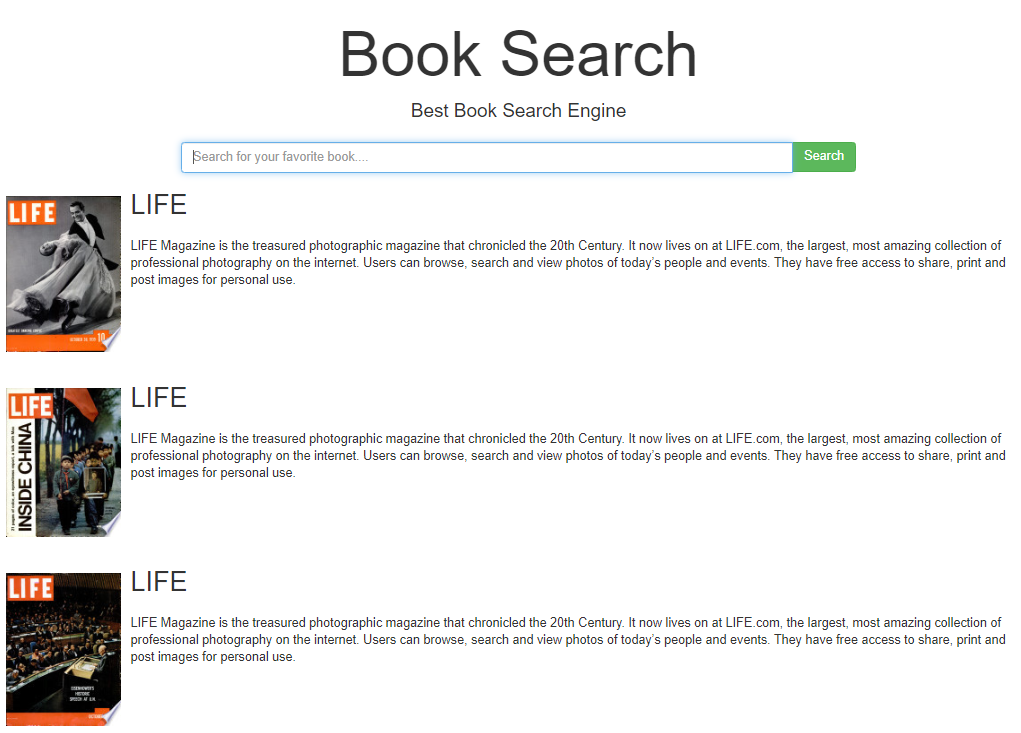 Book Search
Best Book Search Engine
Search for your favorite book....
Search
LIFE
LIFE
LIFE Magazine is the treasured photographic magazine that chronicled the 20th Century. It now lives on at LIFE.com, the largest, most amazing collection of
professional photography on the internet. Users can browse, search and view photos of today's people and events. They have free access to share, print and
post images for personal use.
10
LIFE
INSIDE CHINA
LIFE
LIFE Magazine is the treasured photographic magazine that chronicled the 20th Century. It now lives on at LIFE.com, the largest, most amazing collection of
professional photography on the internet. Users can browse, search and view photos of today's people and events. They have free access to share, print and
post images for personal use.
LIFE
EISENHOWER'S
HISTORIC
SPEECH AT U.N.
LIFE
LIFE Magazine is the treasured photographic magazine that chronicled the 20th Century. It now lives on at LIFE.com, the largest, most amazing collection of
professional photography on the internet. Users can browse, search and view photos of today's people and events. They have free access to share, print and
post images for personal use.